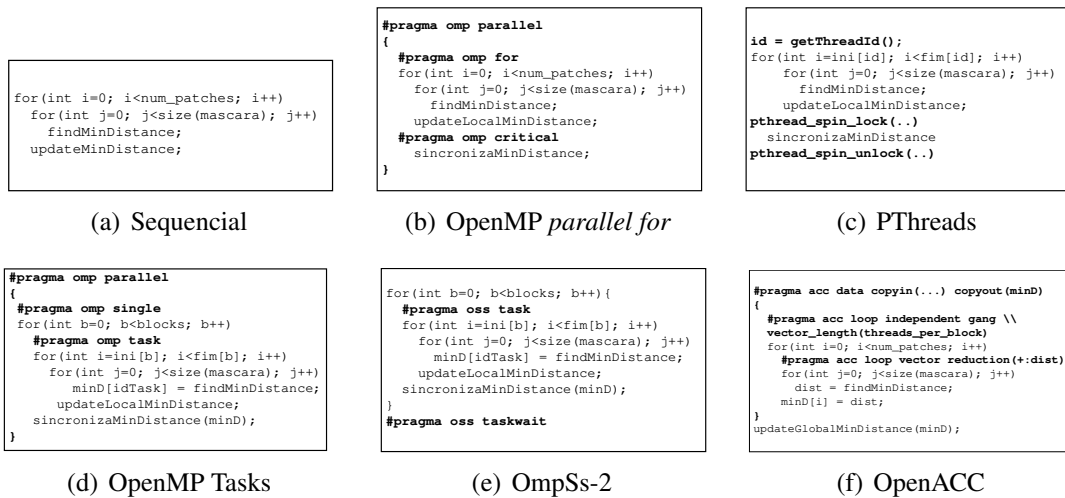 for(int i=0; i<num_patches; i++)
for(int j=0; j<size(mascara); j++)
findMinDistance;
updateMinDistance;
(a) Sequencial
#pragma omp parallel
{
#pragma omp for
for(int i=0; i<num_patches; i++)
for(int j=0; j<size(mascara); j++)
findMinDistance;
updateLocalMinDistance;
#pragma omp critical
sincronizaMinDistance;
}
(b) OpenMP parallel for
id = getThreadId();
for(int i=ini[id]; i<fim[id]; i++)
for(int j=0; j<size(mascara); j++)
findMinDistance;
updateLocalMinDistance;
pthread_spin_lock(..)
sincronizaMinDistance
pthread_spin_unlock(..)
(c) PThreads
#pragma omp parallel
{
#pragma omp single
for(int b=0; b<blocks; b++)
#pragma omp task
for(int i=ini[b]; i<fim[b]; i++)
for(int j=0; j<size(mascara); j++)
minD[idTask] = findMinDistance;
updateLocalMinDistance;
sincronizaMinDistance(minD);
}
(d) OpenMP Tasks
for(int b=0; b<blocks; b++){
#pragma oss task
for(int i=ini[b]; i<fim[b]; i++)
for(int j=0; j<size(mascara); j++)
minD[idTask] = findMinDistance;
updateLocalMinDistance;
sincronizaMinDistance(minD);
}
#pragma oss taskwait
(e) OmpSs-2
#pragma acc data copyin(...) copyout(minD)
{
#pragma acc loop independent gang \\
vector_length(threads_per_block)
for(int i=0; i<num_patches; i++)
#pragma acc loop vector reduction(+:dist)
for(int j=0; j<size(mascara); j++)
dist = findMinDistance;
minD[i] = dist;
}
updateGlobalMinDistance(minD);
(f) OpenACC